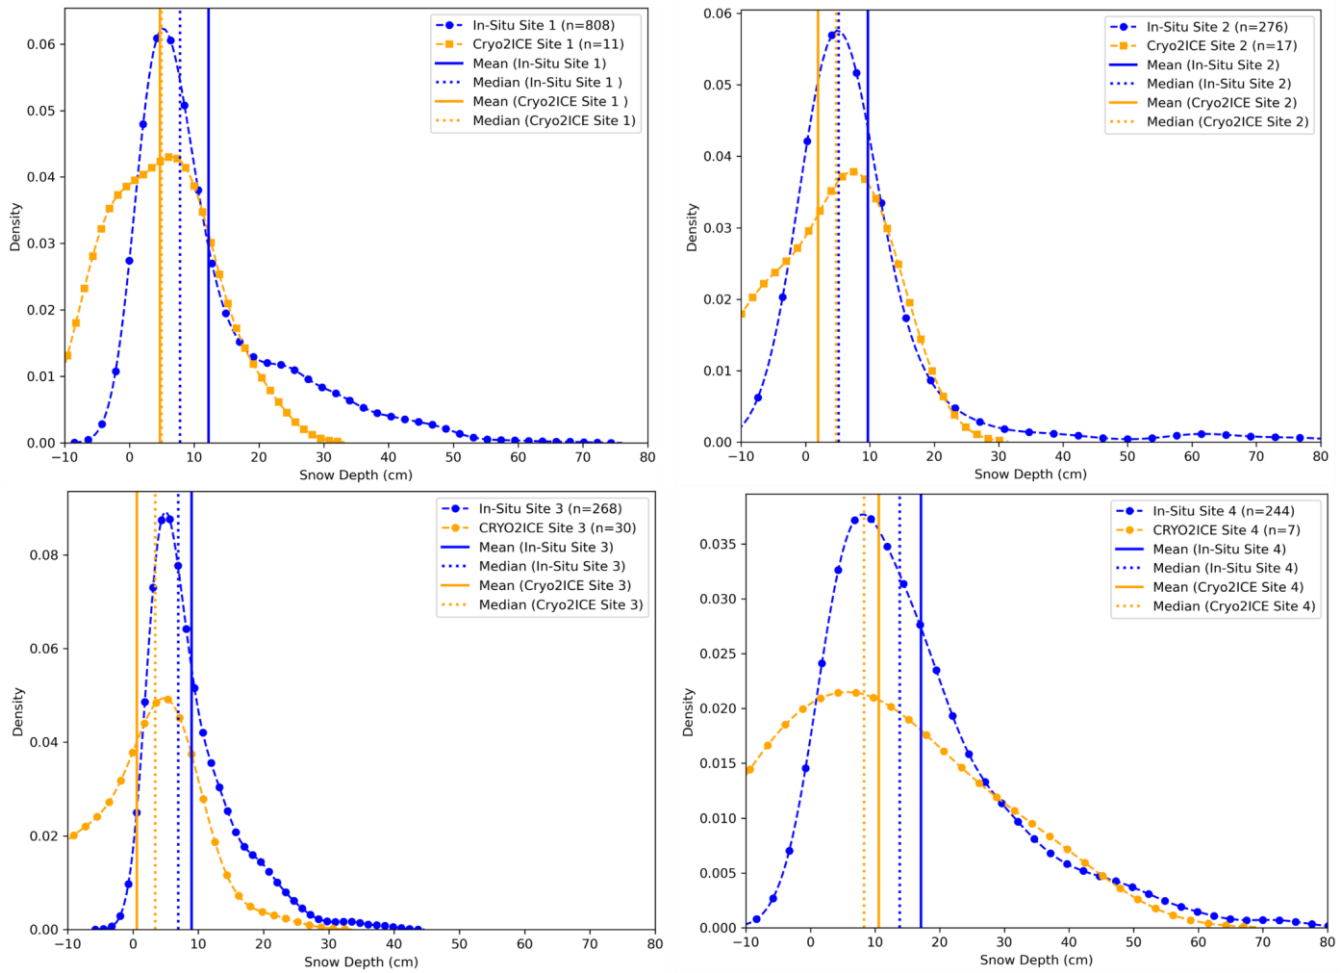 In-Situ Site 1 (n=808)
Cryo2ICE Site 1 (n=11)
Mean (In-Situ Site 1)
Median (In-Situ Site 1 )
Mean (Cryo2ICE Site 1 )
Median (Cryo2ICE Site 1)
0.06
0.05
0.04
0.03
0.02
0.01
0.00
Density
−10 0 10 20 30 40 50 60 70 80
Snow Depth (cm)
In-Situ Site 2 (n=276)
Cryo2ICE Site 2 (n=17)
Mean (In-Situ Site 2)
Median (In-Situ Site 2)
Mean (Cryo2ICE Site 2)
Median (Cryo2ICE Site 2)
0.06
0.05
0.04
0.03
0.02
0.01
0.00
Density
−10 0 10 20 30 40 50 60 70 80
Snow Depth (cm)
In-Situ Site 3 (n=268)
CRYO2ICE Site 3 (n=30)
Mean (In-Situ Site 3)
Median (In-Situ Site 3)
Mean (Cryo2ICE Site 3)
Median (Cryo2ICE Site 3)
0.08
0.06
0.04
0.02
0.00
Density
−10 0 10 20 30 40 50 60 70 80
Snow Depth (cm)
In-Situ Site 4 (n=244)
CRYO2ICE Site 4 (n=7)
Mean (In-Situ Site 4)
Median (In-Situ Site 4)
Mean (Cryo2ICE Site 4)
Median (Cryo2ICE Site 4)
0.035
0.030
0.025
0.020
0.015
0.010
0.005
0.000
Density
−10 0 10 20 30 40 50 60 70 80
Snow Depth (cm)